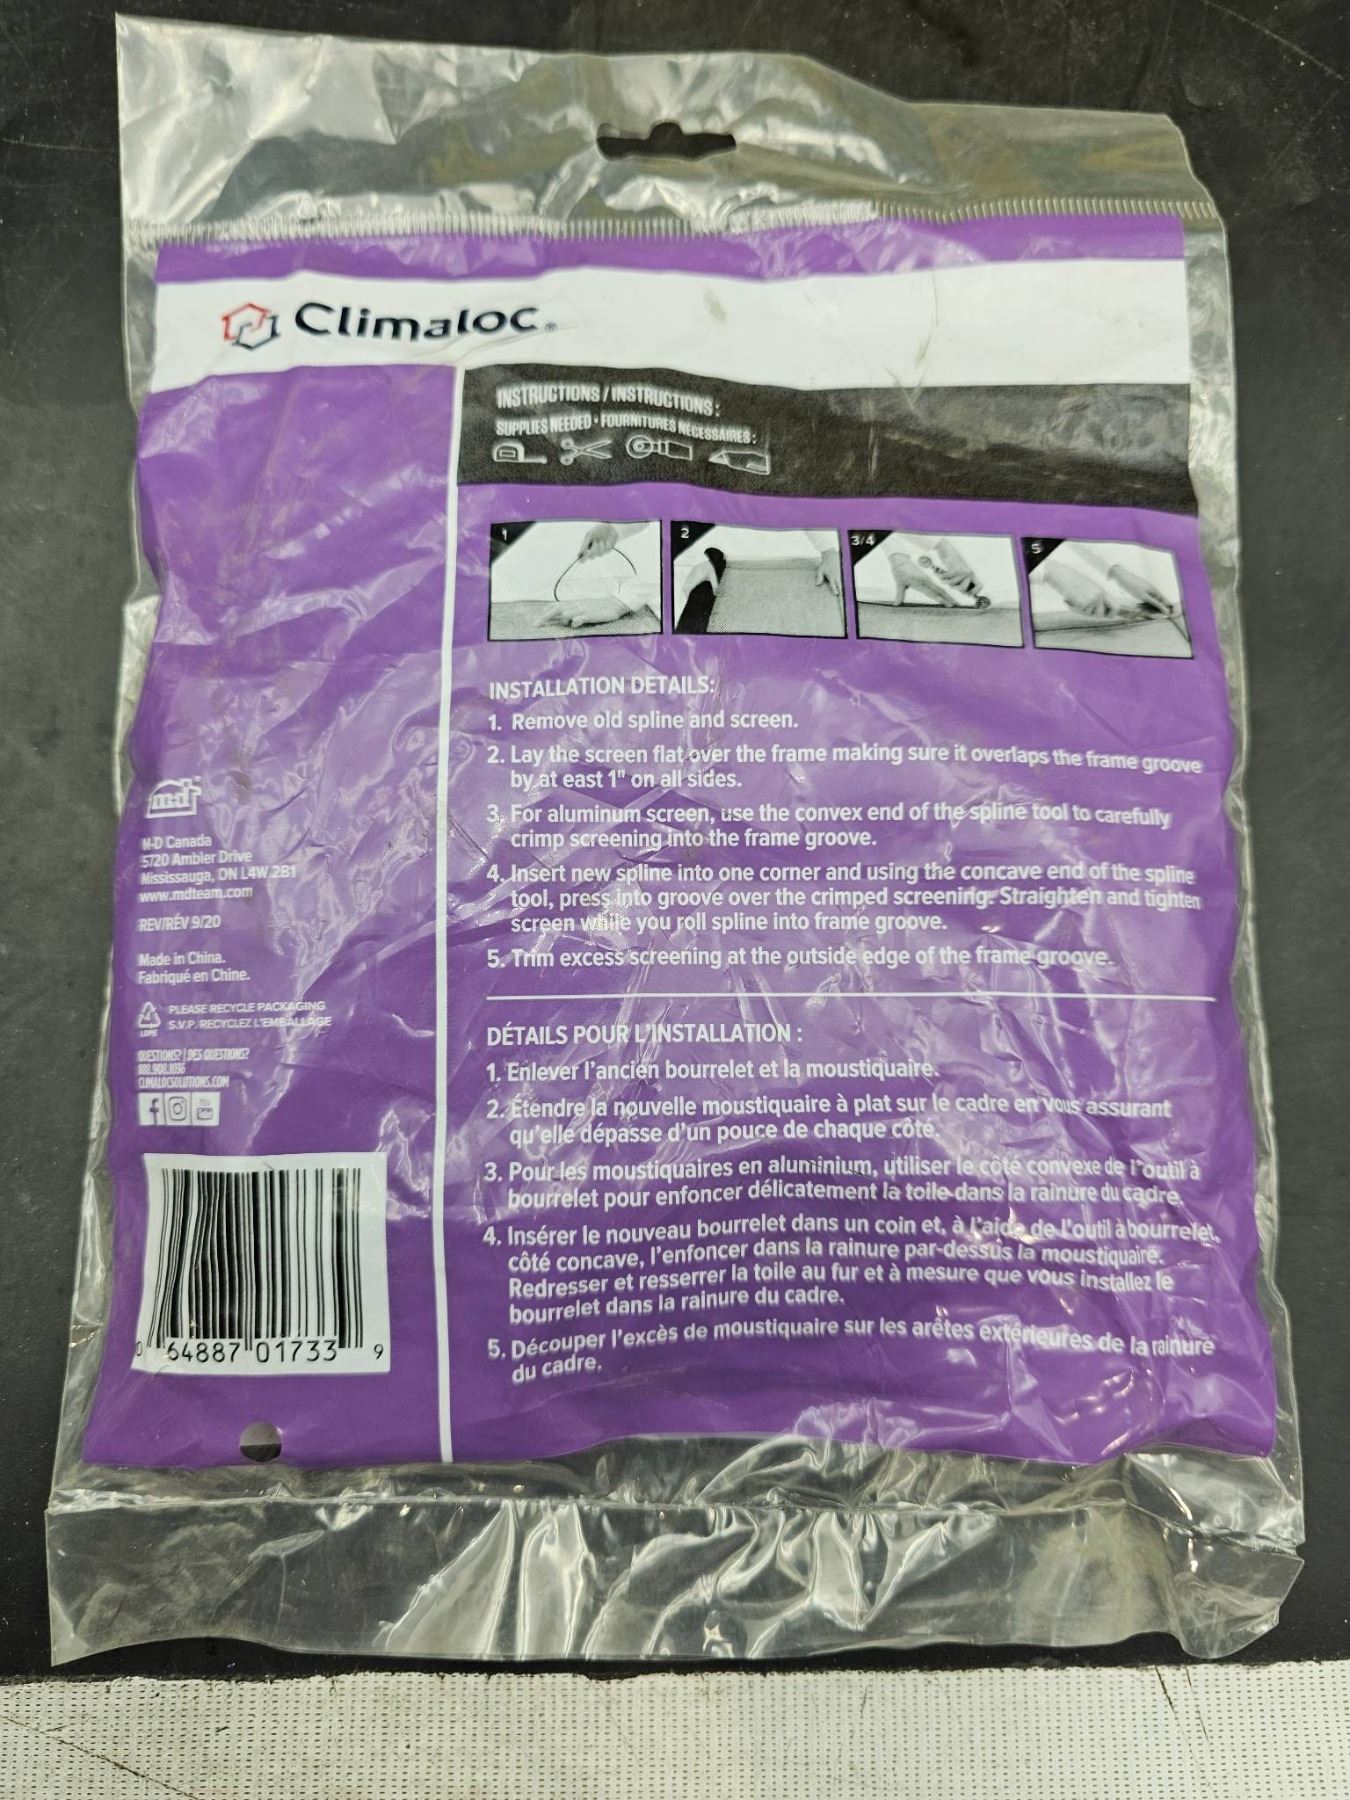 Climaloc®
INSTRUCTIONS / INSTRUCTIONS :
SUPPLIES NEEDED • FOURNITURES NÉCESSAIRES :
1
2
3/4
5
INSTALLATION DETAILS:
1. Remove old spline and screen.
2. Lay the screen flat over the frame making sure it overlaps the frame groove
by at east 1" on all sides.
3. For aluminum screen, use the convex end of the spline tool to carefully
crimp screening into the frame groove.
4. Insert new spline into one corner and using the concave end of the spline
tool, press into groove over the crimped screening. Straighten and tighten
screen while you roll spline into frame groove.
5. Trim excess screening at the outside edge of the frame groove.
DÉTAILS POUR L'INSTALLATION :
1. Enlever l'ancien bourrelet et la moustiquaire.
2. Étendre la nouvelle moustiquaire à plat sur le cadre en vous assurant
qu'elle dépasse d'un pouce de chaque côté.
3. Pour les moustiquaires en aluminium, utiliser le côté convexe de l'outil à
bourrelet pour enfoncer délicatement la toile dans la rainure du cadre.
4. Insérer le nouveau bourrelet dans un coin et, à l'aide de l'outil à bourrelet,
côté concave, l'enfoncer dans la rainure par-dessus la moustiquaire.
Redresser et resserrer la toile au fur et à mesure que vous installez le
bourrelet dans la rainure du cadre.
5. Découper l'excès de moustiquaire sur les arêtes extérieures de la rainure
du cadre.
md
M-D Canada
5720 Ambler Drive
Mississauga, ON L4W 2B1
www.mdteam.com
REV/RÉV 9/20
Made in China.
Fabriqué en Chine.
4
LDPE
PLEASE RECYCLE PACKAGING
S.V.P. RECYCLEZ L'EMBALLAGE
QUESTIONS? | DES QUESTIONS?
888.908.1036
CLIMALOCSOLUTIONS.COM
0 64887 01733 9